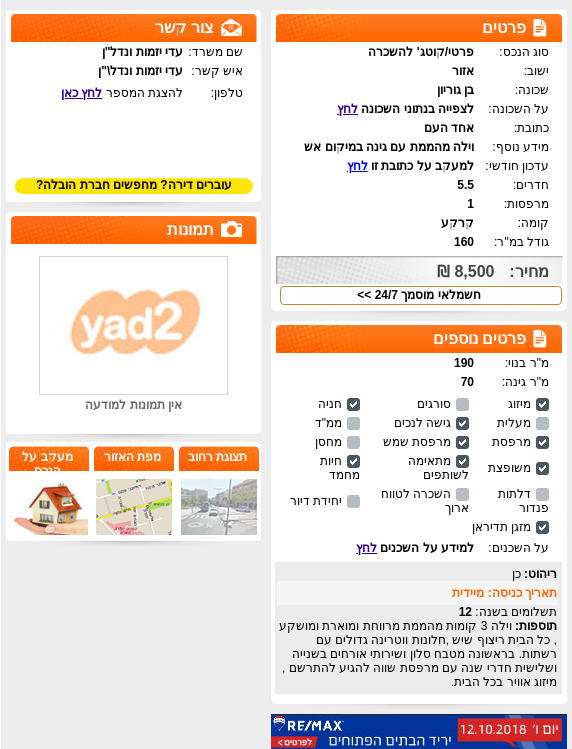 פרטים
סוג הנכס: פרטי/קוטג' להשכרה
ישוב: אזור
שכונה: בן גוריון
על השכונה: לצפייה בנתוני השכונה לחץ
כתובת: אחד העם
מידע נוסף: וילה מהממת עם גינה במיקום אש
עדכון חודשי: למעקב על כתובת זו לחץ
חדרים: 5.5
מרפסות: 1
קומה: קרקע
גודל במ"ר: 160
מחיר: 8,500 ₪
חשמלאי מוסמך 24/7 >>
פרטים נוספים
מ"ר בנוי: 190
מ"ר גינה: 70
מיזוג סורגים חניה
מעלית גישה לנכים ממ"ד
מרפסת מרפסת שמש מחסן
משופצת מתאימה לשותפים חיות מחמד
דלתות פנדור השכרה לטווח ארוך יחידת דיור
מזגן תדיראן
על השכנים: למידע על השכנים לחץ
ריהוט: כן
תאריך כניסה: מיידית
תשלומים בשנה: 12
תוספות: וילה 3 קומות מהממת מרווחת ומוארת ומושקע
, כל הבית ריצוף שיש ,חלונות ווטרינה גדולים עם
רשתות. בראשונה מטבח סלון ושירותי אורחים בשנייה
ושלישית חדרי שנה עם מרפסת שווה להגיע להתרשם ,
מיזוג אוויר בכל הבית.
RE/MAX
יום ו' 12.10.2018
יריד הבתים הפתוחים
לפרטים >
צור קשר
שם משרד: עדי יזמות ונדל"ן
איש קשר: עדי יזמות ונדל\"ן
טלפון: להצגת המספר לחץ כאן
עוברים דירה? מחפשים חברת הובלה?
תמונות
yad2
אין תמונות למודעה
תצוגת רחוב
מפת האזור
מעקב על
הנכס